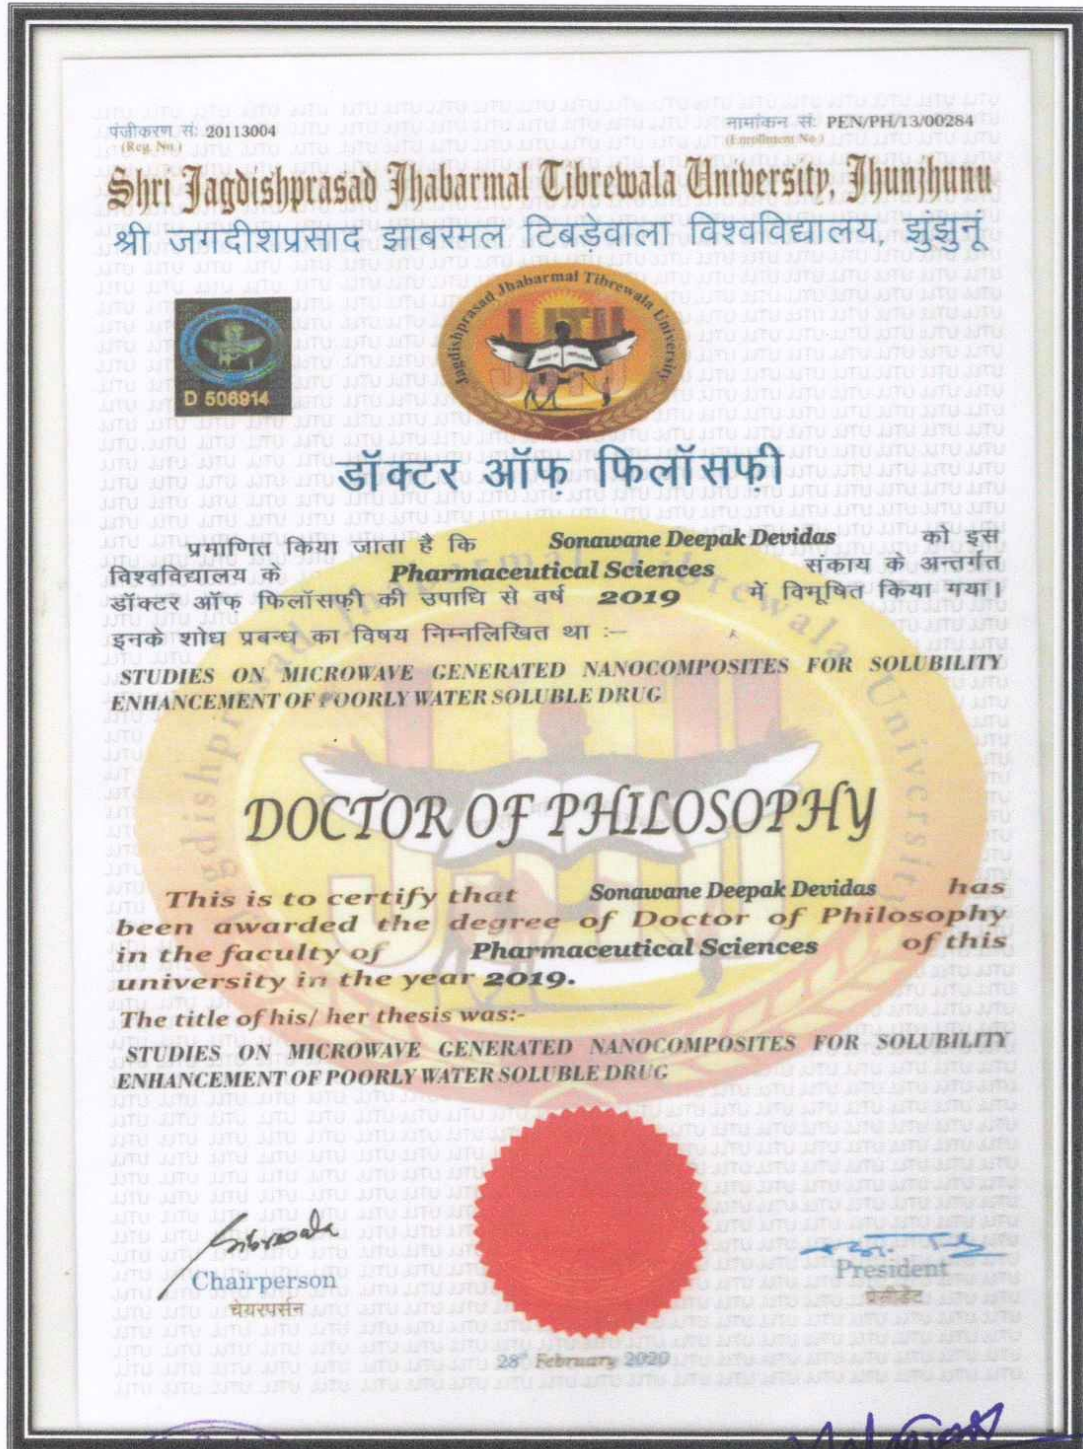 पंजीकरण सं: 20113004
(Reg. No.)
नामांकन सं: PEN/PH/13/00284
(Enrollment No.)
Shri Jagdishprasad Jhabarmal Tibrewala University, Jhunjhunu
श्री जगदीशप्रसाद झाबरमल टिबड़ेवाला विश्वविद्यालय, झुंझुनूं
Jagdishprasad Jhabarmal Tibrewala University
JJTU
D 506914
डॉक्टर ऑफ़ फिलॉसफ़ी
प्रमाणित किया जाता है कि Sonawane Deepak Devidas को इस
विश्वविद्यालय के Pharmaceutical Sciences संकाय के अन्तर्गत
डॉक्टर ऑफ़ फिलॉसफी की उपाधि से वर्ष 2019 में विभूषित किया गया।
इनके शोध प्रबन्ध का विषय निम्नलिखित था :–
STUDIES ON MICROWAVE GENERATED NANOCOMPOSITES FOR SOLUBILITY
ENHANCEMENT OF POORLY WATER SOLUBLE DRUG
DOCTOR OF PHILOSOPHY
This is to certify that Sonawane Deepak Devidas has
been awarded the degree of Doctor of Philosophy
in the faculty of Pharmaceutical Sciences of this
university in the year 2019.
The title of his/ her thesis was:-
STUDIES ON MICROWAVE GENERATED NANOCOMPOSITES FOR SOLUBILITY
ENHANCEMENT OF POORLY WATER SOLUBLE DRUG
Chairperson
चेयरपर्सन
President
प्रेसीडेंट
28th February 2020